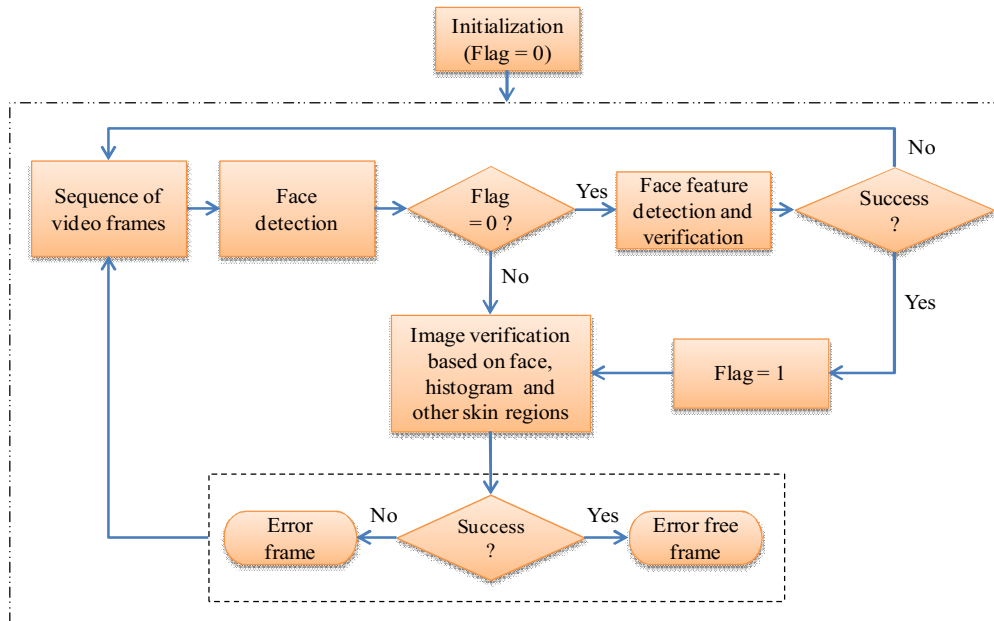 Initialization
(Flag = 0)
No
Sequence of
video frames
Face
detection
Flag
= 0 ?
Yes
Face feature
detection and
verification
Success
?
No
Yes
Image verification
based on face,
histogram and
other skin regions
Flag = 1
Error
frame
No
Success
?
Yes
Error free
frame